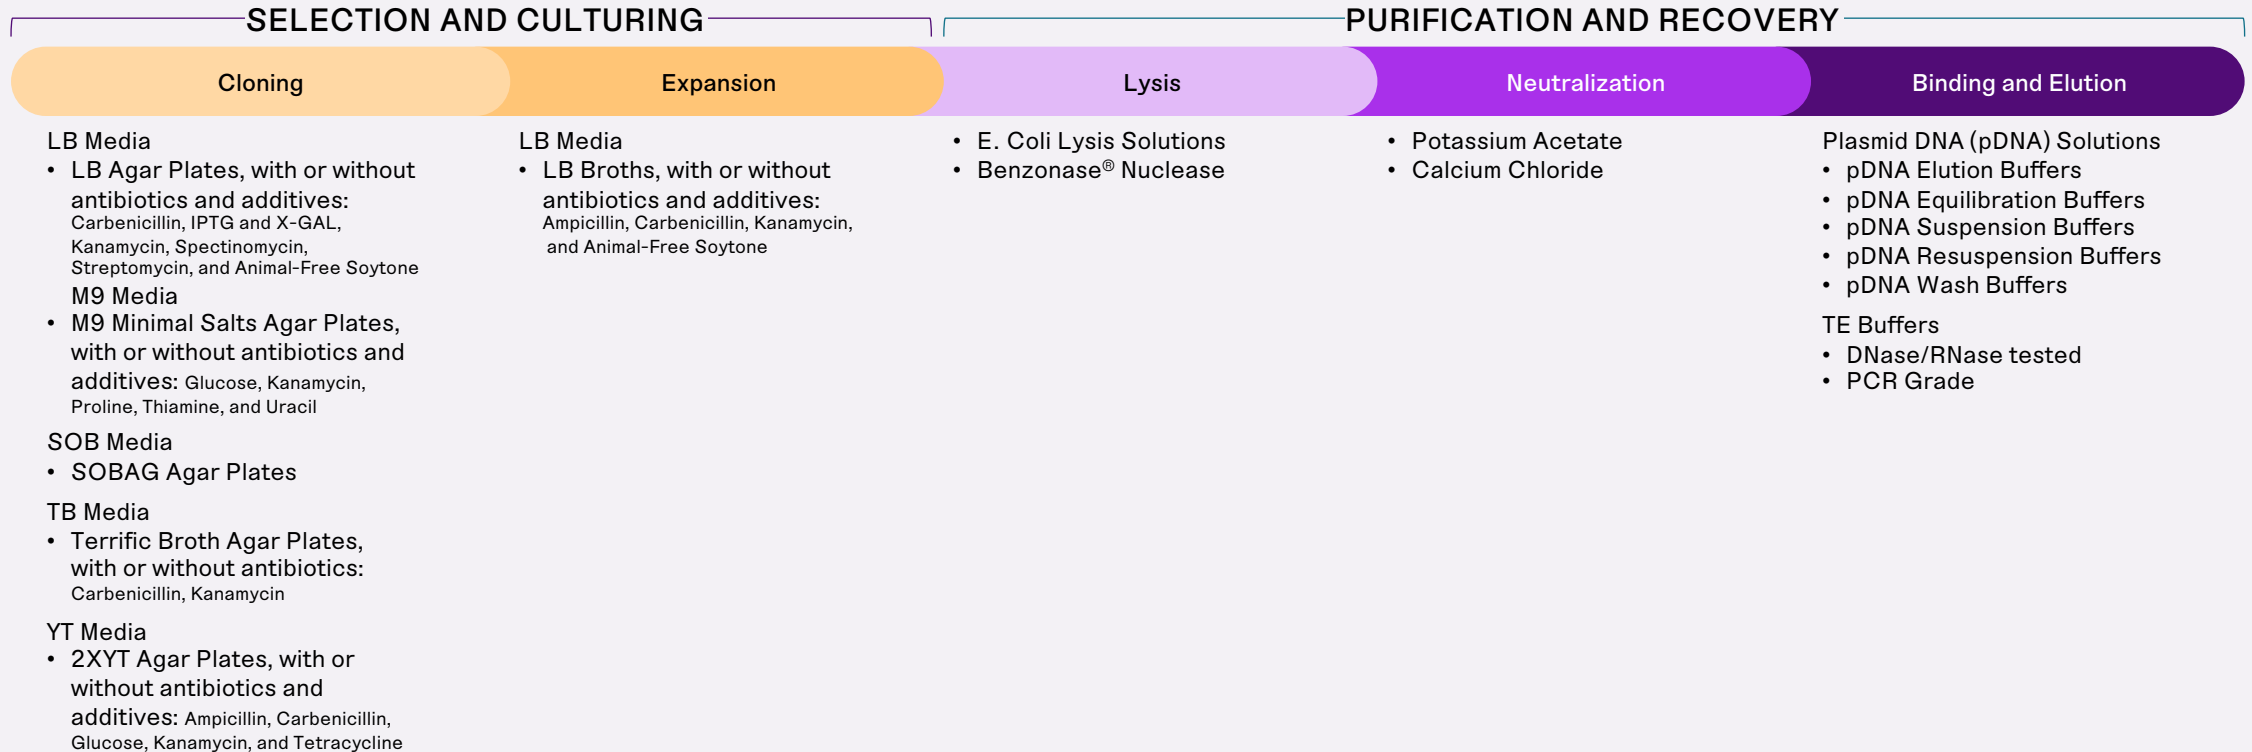 SELECTION AND CULTURING
PURIFICATION AND RECOVERY
Cloning
Expansion
Lysis
Neutralization
Binding and Elution
LB Media
• LB Agar Plates, with or without
antibiotics and additives:
Carbenicillin, IPTG and X-GAL,
Kanamycin, Spectinomycin,
Streptomycin, and Animal-Free Soytone
M9 Media
• M9 Minimal Salts Agar Plates,
with or without antibiotics and
additives: Glucose, Kanamycin,
Proline, Thiamine, and Uracil
SOB Media
• SOBAG Agar Plates
TB Media
• Terrific Broth Agar Plates,
with or without antibiotics:
Carbenicillin, Kanamycin
YT Media
• 2XYT Agar Plates, with or
without antibiotics and
additives: Ampicillin, Carbenicillin,
Glucose, Kanamycin, and Tetracycline
LB Media
• LB Broths, with or without
antibiotics and additives:
Ampicillin, Carbenicillin, Kanamycin,
and Animal-Free Soytone
• E. Coli Lysis Solutions
• Benzonase® Nuclease
• Potassium Acetate
• Calcium Chloride
Plasmid DNA (pDNA) Solutions
• pDNA Elution Buffers
• pDNA Equilibration Buffers
• pDNA Suspension Buffers
• pDNA Resuspension Buffers
• pDNA Wash Buffers
TE Buffers
• DNase/RNase tested
• PCR Grade